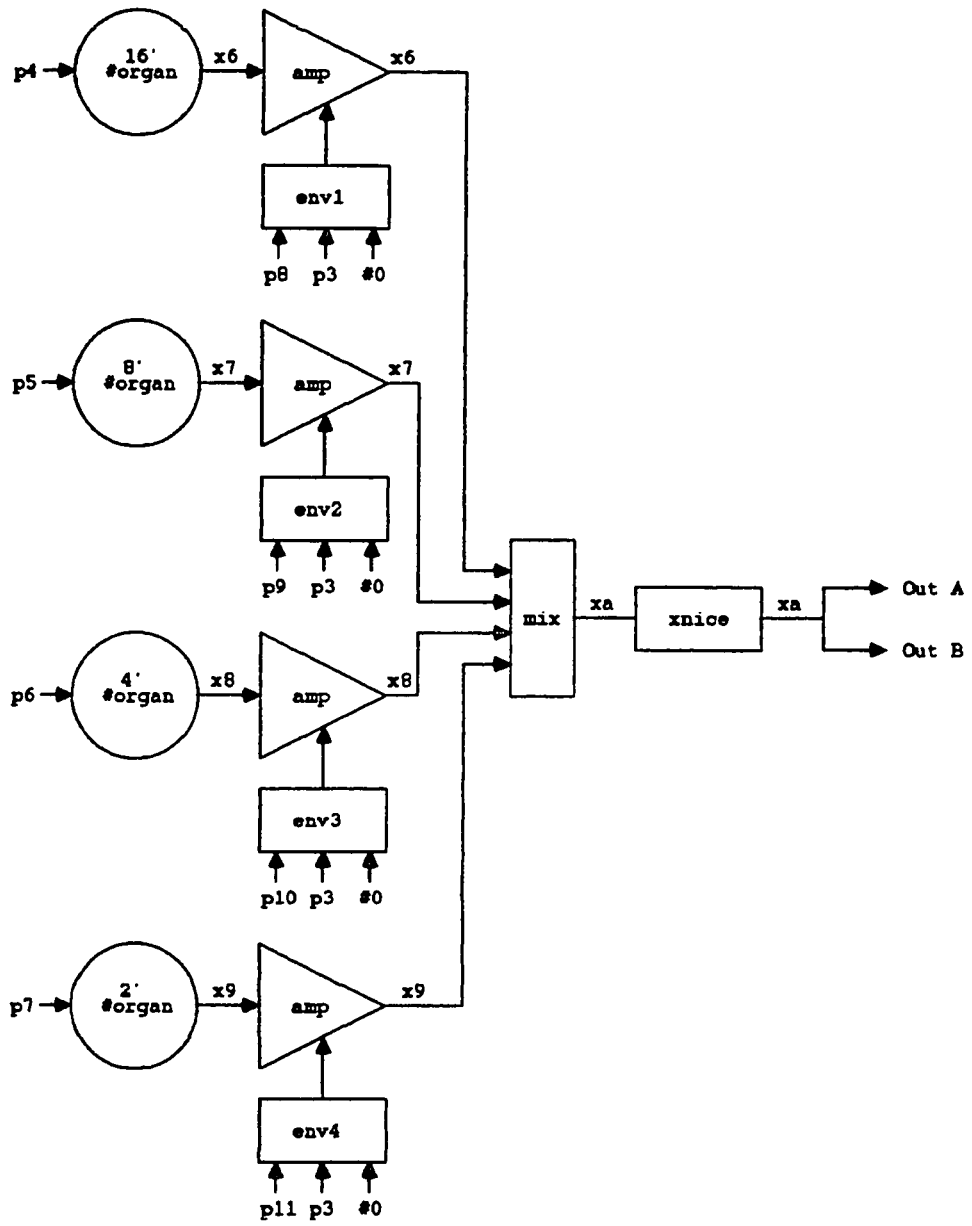 16'
p4 #organ x6 amp x6
env1
p8 p3 #0
8'
p5 #organ x7 amp x7
env2
p9 p3 #0
mix xa xnice xa Out A
Out B
4'
p6 #organ x8 amp x8
env3
p10 p3 #0
2'
p7 #organ x9 amp x9
env4
p11 p3 #0